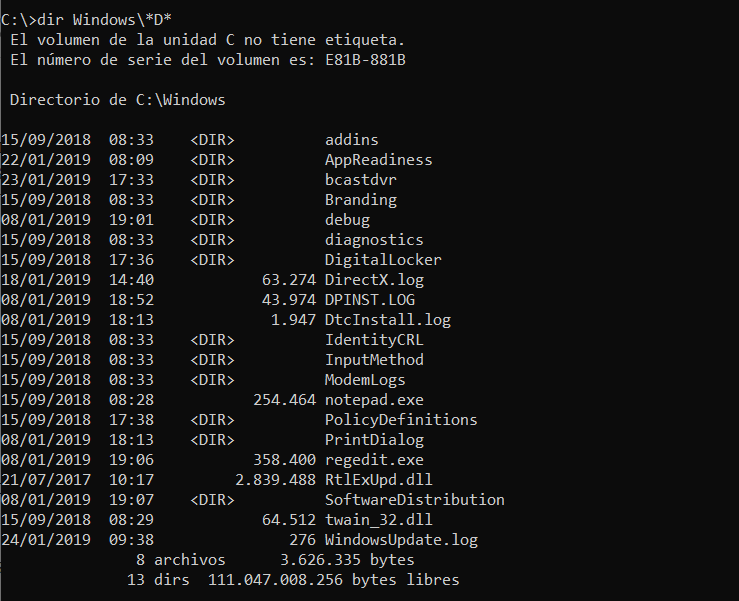 C:\>dir Windows\*D*
 El volumen de la unidad C no tiene etiqueta.
 El número de serie del volumen es: E81B-881B

 Directorio de C:\Windows

15/09/2018  08:33    <DIR>          addins
22/01/2019  08:09    <DIR>          AppReadiness
23/01/2019  17:33    <DIR>          bcastdvr
15/09/2018  08:33    <DIR>          Branding
08/01/2019  19:01    <DIR>          debug
15/09/2018  08:33    <DIR>          diagnostics
15/09/2018  17:36    <DIR>          DigitalLocker
18/01/2019  14:40            63.274 DirectX.log
08/01/2019  18:52            43.974 DPINST.LOG
08/01/2019  18:13             1.947 DtcInstall.log
15/09/2018  08:33    <DIR>          IdentityCRL
15/09/2018  08:33    <DIR>          InputMethod
15/09/2018  08:33    <DIR>          ModemLogs
15/09/2018  08:28           254.464 notepad.exe
15/09/2018  17:38    <DIR>          PolicyDefinitions
08/01/2019  18:13    <DIR>          PrintDialog
08/01/2019  19:06           358.400 regedit.exe
21/07/2017  10:17         2.839.488 RtlExUpd.dll
08/01/2019  19:07    <DIR>          SoftwareDistribution
15/09/2018  08:29            64.512 twain_32.dll
24/01/2019  09:38               276 WindowsUpdate.log
               8 archivos      3.626.335 bytes
              13 dirs  111.047.008.256 bytes libres